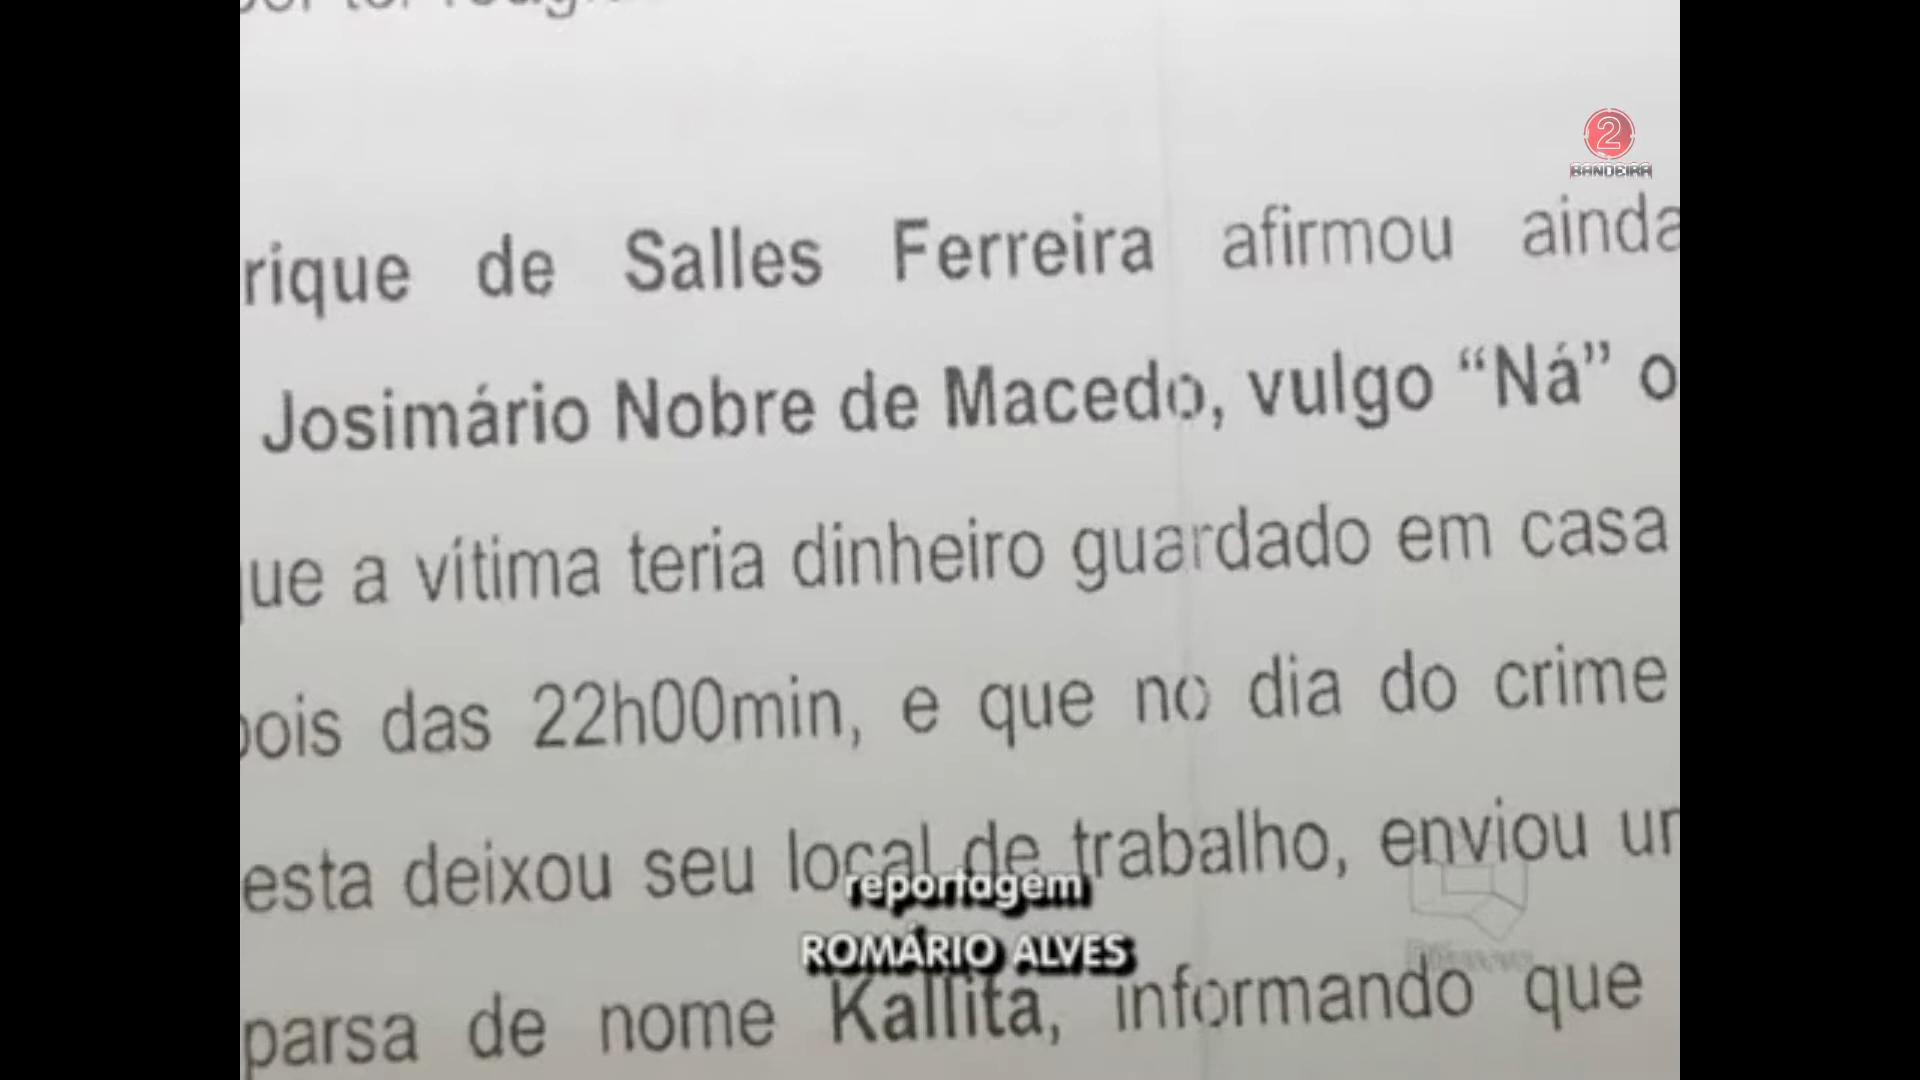 2
BANDEIRA
rique de Salles Ferreira afirmou ainda
Josimário Nobre de Macedo, vulgo “Ná” o
ue a vítima teria dinheiro guardado em casa
pois das 22h00min, e que no dia do crime
esta deixou seu local de trabalho, enviou um
reportagem
ROMÁRIO ALVES
parsa de nome Kallita, informando que